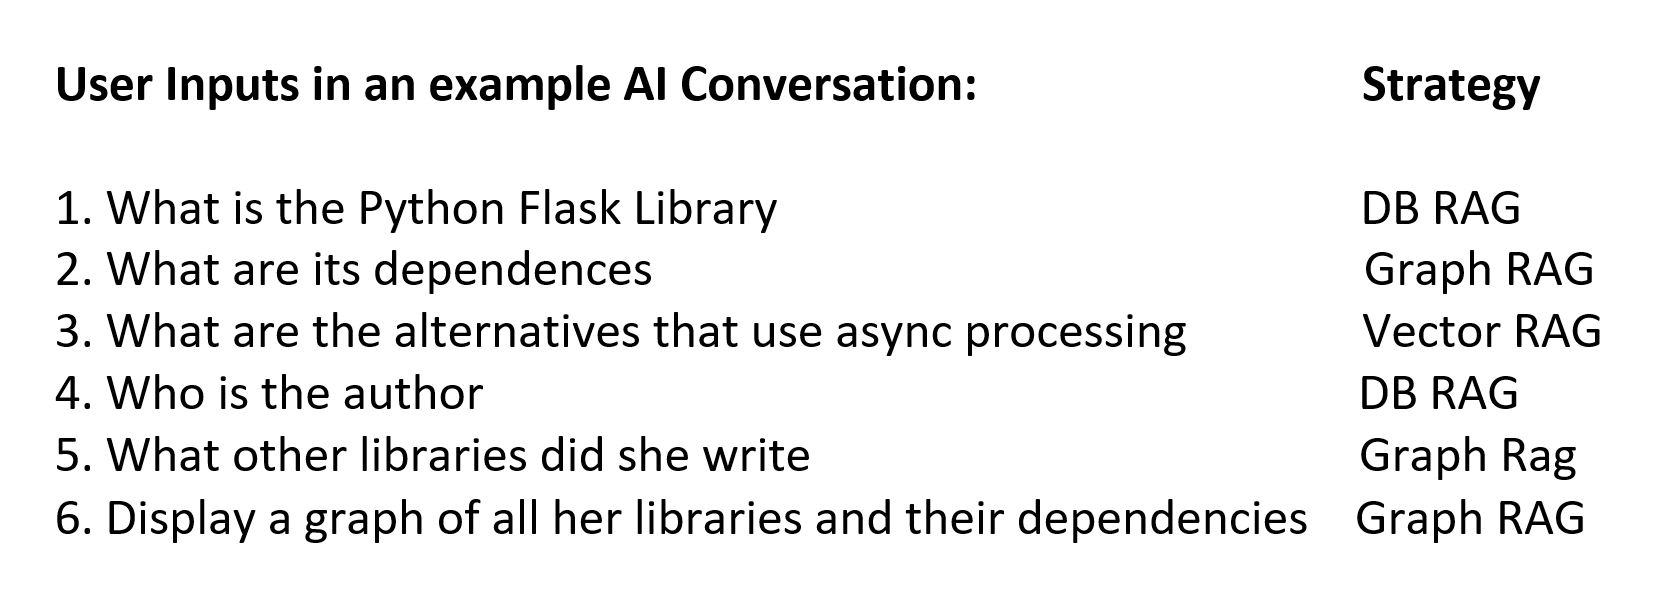 User Inputs in an example AI Conversation: Strategy
1. What is the Python Flask Library DB RAG
2. What are its dependences Graph RAG
3. What are the alternatives that use async processing Vector RAG
4. Who is the author DB RAG
5. What other libraries did she write Graph Rag
6. Display a graph of all her libraries and their dependencies Graph RAG